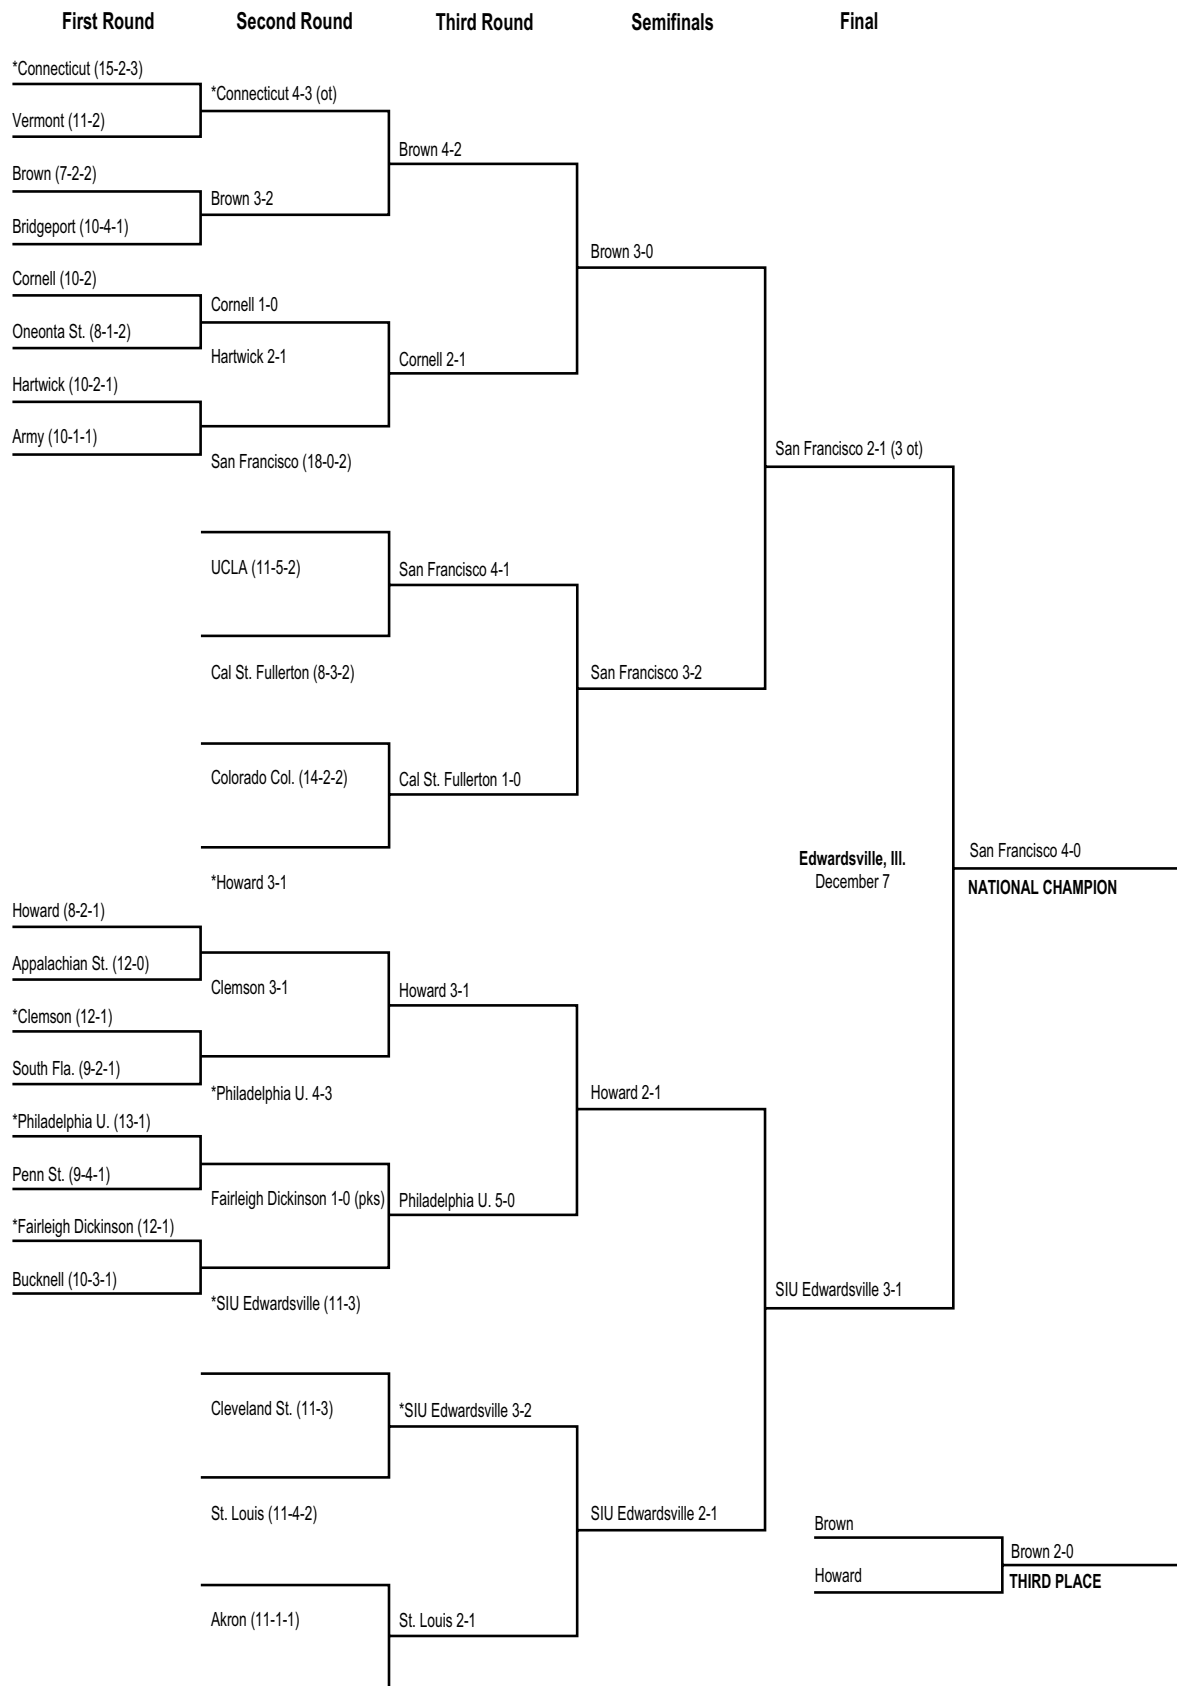 First Round
Second Round
Third Round
Semifinals
Final
*Connecticut (15-2-3)
Vermont (11-2)
Brown (7-2-2)
Bridgeport (10-4-1)
Cornell (10-2)
Oneonta St. (8-1-2)
Hartwick (10-2-1)
Army (10-1-1)
Howard (8-2-1)
Appalachian St. (12-0)
*Clemson (12-1)
South Fla. (9-2-1)
*Philadelphia U. (13-1)
Penn St. (9-4-1)
*Fairleigh Dickinson (12-1)
Bucknell (10-3-1)
*Connecticut 4-3 (ot)
Brown 3-2
Cornell 1-0
Hartwick 2-1
San Francisco (18-0-2)
UCLA (11-5-2)
Cal St. Fullerton (8-3-2)
Colorado Col. (14-2-2)
*Howard 3-1
Clemson 3-1
*Philadelphia U. 4-3
Fairleigh Dickinson 1-0 (pks)
*SIU Edwardsville (11-3)
Cleveland St. (11-3)
St. Louis (11-4-2)
Akron (11-1-1)
Brown 4-2
Cornell 2-1
San Francisco 4-1
Cal St. Fullerton 1-0
Howard 3-1
Philadelphia U. 5-0
*SIU Edwardsville 3-2
St. Louis 2-1
Brown 3-0
San Francisco 3-2
Howard 2-1
SIU Edwardsville 2-1
San Francisco 2-1 (3 ot)
SIU Edwardsville 3-1
Edwardsville, Ill.
December 7
San Francisco 4-0
NATIONAL CHAMPION
Brown
Howard
Brown 2-0
THIRD PLACE